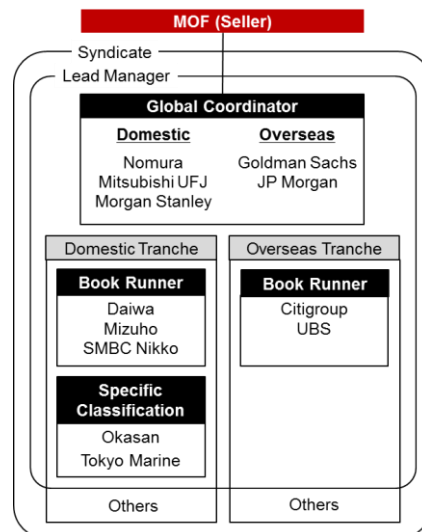 MOF (Seller)
Syndicate
Lead Manager
Global Coordinator
Domestic
Nomura
Mitsubishi UFJ
Morgan Stanley
Overseas
Goldman Sachs
JP Morgan
Domestic Tranche
Book Runner
Daiwa
Mizuho
SMBC Nikko
Specific
Classification
Okasan
Tokyo Marine
Others
Overseas Tranche
Book Runner
Citigroup
UBS
Others